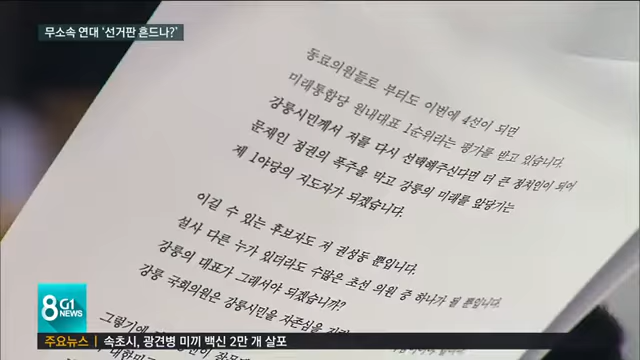 무소속 연대 '선거판 흔드나?'
동료의원들로 부터도 이번에 4선이 되면
미래통합당 원내대표 1순위라는 평가를 받고 있습니다.
강릉시민께서 저를 다시 선택해주신다면 더 큰 정치인이 되어
문재인 정권의 폭주를 막고 강릉의 미래를 앞당기는
제 1야당의 지도자가 되겠습니다.
이길 수 있는 후보자도 저 권성동 뿐입니다.
설사 다른 누가 있더라도 수많은 초선 의원 중 하나가 될 뿐입니다.
강릉의 대표가 그래서야 되겠습니까?
강릉 국회의원은 강릉시민을 자존심을
그렇기에
대한민국
8 G1 NEWS
주요뉴스 속초시, 광견병 미끼 백신 2만 개 살포